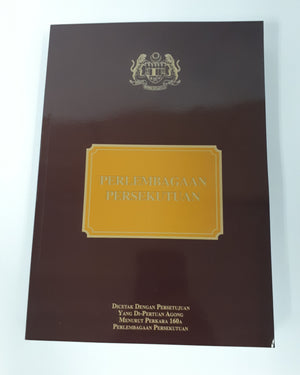 PERLEMBAGAAN
PERSEKUTUAN
DICETAK DENGAN PERSETUJUAN
YANG DI-PERTUAN AGONG
MENURUT PERKARA 160A
PERLEMBAGAAN PERSEKUTUAN